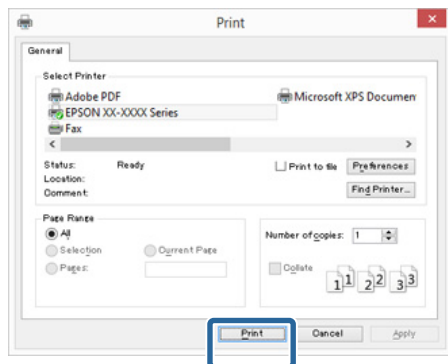 Print
General
Select Printer
Adobe PDF
Microsoft XPS Documen
EPSON XX-XXXX Series
Fax
Status: Ready
Print to file Preferences
Location:
Comment:
Find Printer...
Page Range
All
Selection Current Page
Pages:
Number of copies: 1
Collate
1 1 2 2 3 3
Print Cancel Apply